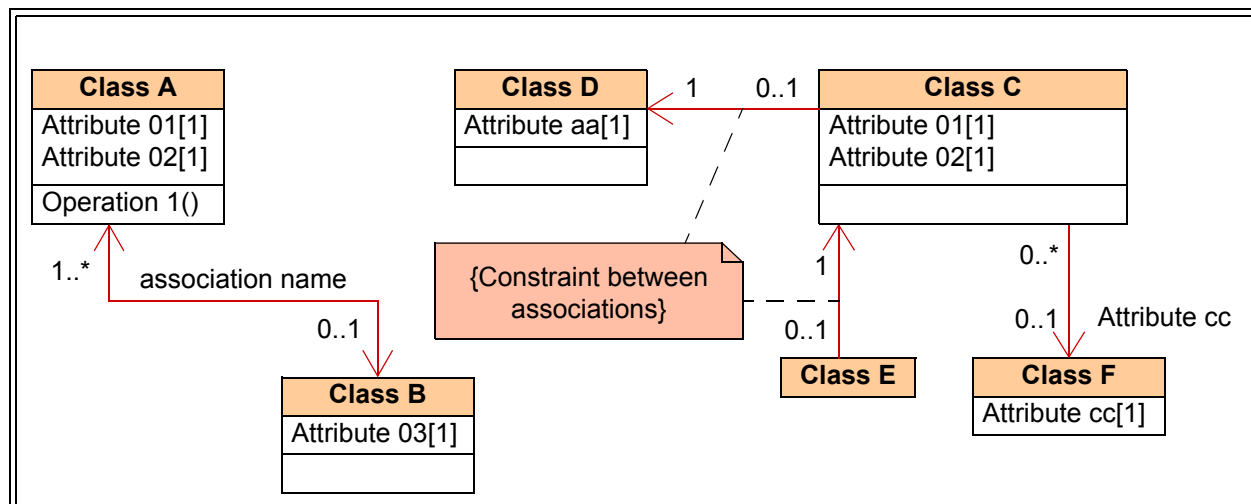 Class A
Attribute 01[1]
Attribute 02[1]
Operation 1()
1..*
association name
0..1
Class B
Attribute 03[1]
Class D
Attribute aa[1]
1
0..1
Class C
Attribute 01[1]
Attribute 02[1]
{Constraint between
associations}
1
0..1
Class E
0..*
0..1
Attribute cc
Class F
Attribute cc[1]